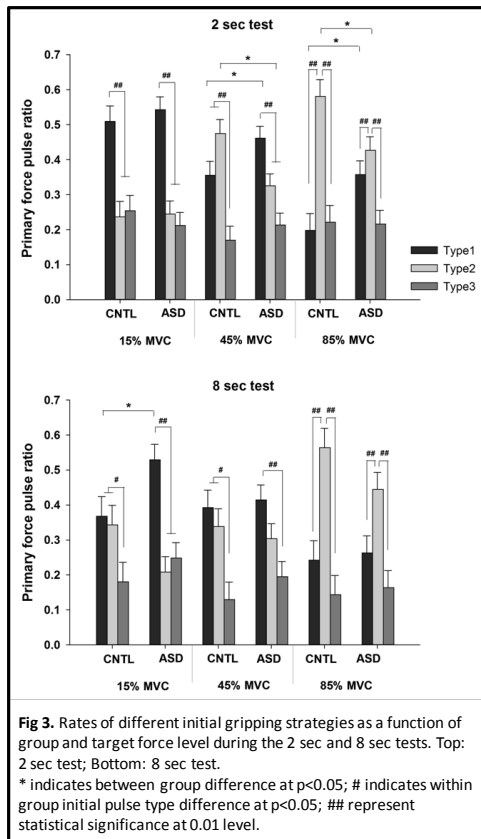 2 sec test
* * * *
## ## ## ## ## ## ## ##
Primary force pulse ratio
0.7
0.6
0.5
0.4
0.3
0.2
0.1
0.0
Type1
Type2
Type3
CNTL ASD CNTL ASD CNTL ASD
15% MVC 45% MVC 85% MVC
8 sec test
*
# ## # ## ## ## ## ##
Primary force pulse ratio
0.7
0.6
0.5
0.4
0.3
0.2
0.1
0.0
CNTL ASD CNTL ASD CNTL ASD
15% MVC 45% MVC 85% MVC
Fig 3. Rates of different initial gripping strategies as a function of
group and target force level during the 2 sec and 8 sec tests. Top:
2 sec test; Bottom: 8 sec test.
* indicates between group difference at p<0.05; # indicates within
group initial pulse type difference at p<0.05; ## represent
statistical significance at 0.01 level.